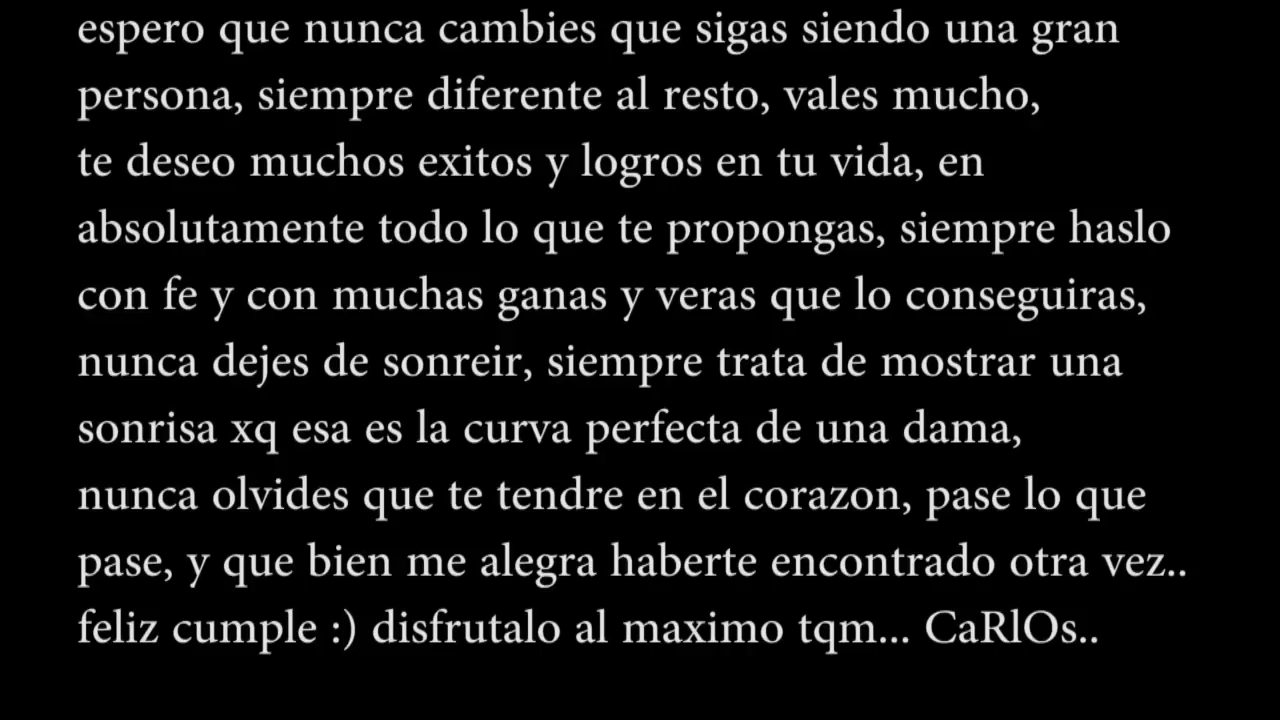 espero que nunca cambies que sigas siendo una gran
persona, siempre diferente al resto, vales mucho,
te deseo muchos exitos y logros en tu vida, en
absolutamente todo lo que te propongas, siempre haslo
con fe y con muchas ganas y veras que lo conseguiras,
nunca dejes de sonreir, siempre trata de mostrar una
sonrisa xq esa es la curva perfecta de una dama,
nunca olvides que te tendre en el corazon, pase lo que
pase, y que bien me alegra haberte encontrado otra vez..
feliz cumple :) disfrutalo al maximo tqm... CaRlOs..